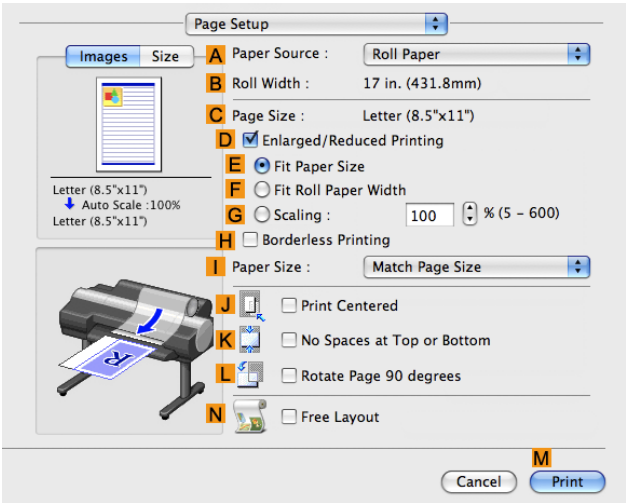 Page Setup
Images Size
A Paper Source : Roll Paper
B Roll Width : 17 in. (431.8mm)
C Page Size : Letter (8.5"x11")
D Enlarged/Reduced Printing
E Fit Paper Size
F Fit Roll Paper Width
G Scaling : 100 % (5 - 600)
Letter (8.5"x11")
Auto Scale :100%
Letter (8.5"x11")
H Borderless Printing
I Paper Size : Match Page Size
J Print Centered
K No Spaces at Top or Bottom
L Rotate Page 90 degrees
R
N Free Layout
M
Cancel Print